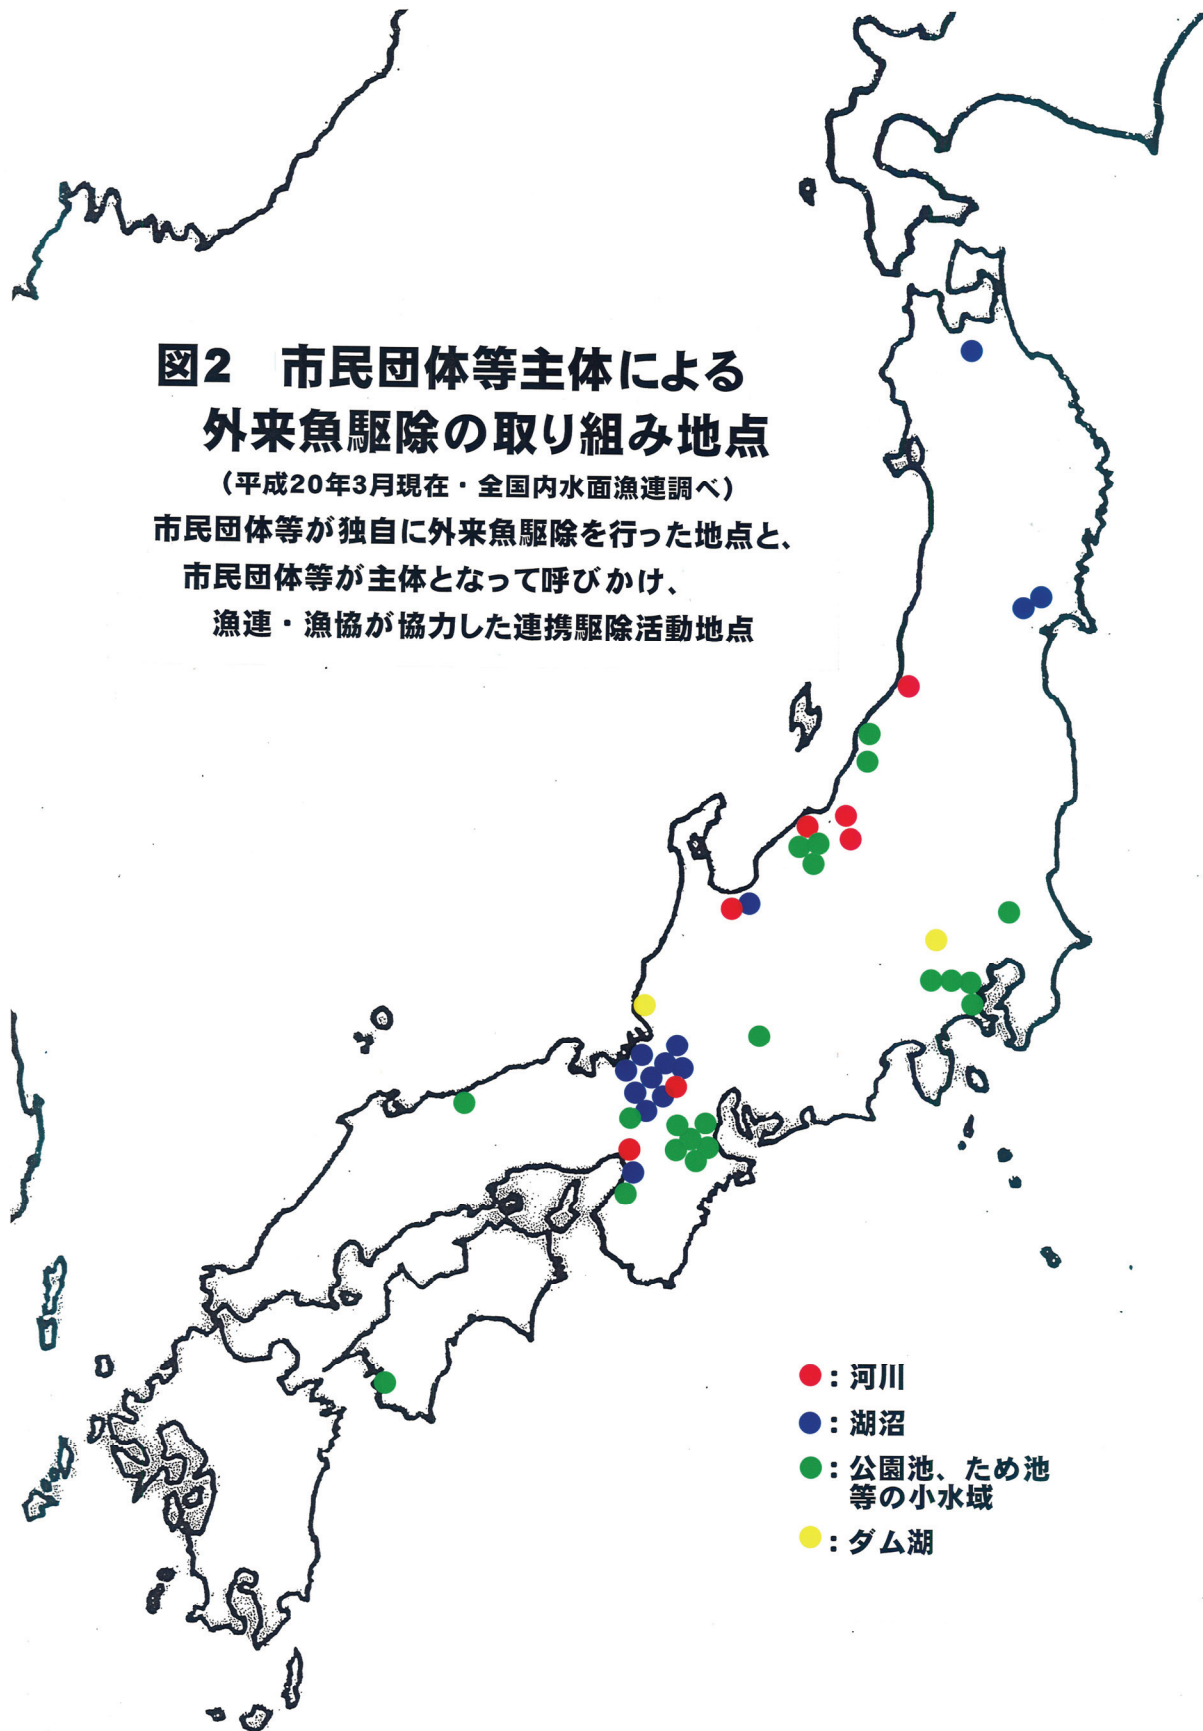 図2 市民団体等主体による
外来魚駆除の取り組み地点
(平成20年3月現在・全国内水面漁連調べ)
市民団体等が独自に外来魚駆除を行った地点と、
市民団体等が主体となって呼びかけ、
漁連・漁協が協力した連携駆除活動地点
：河川
：湖沼
：公園池、ため池
等の小水域
：ダム湖